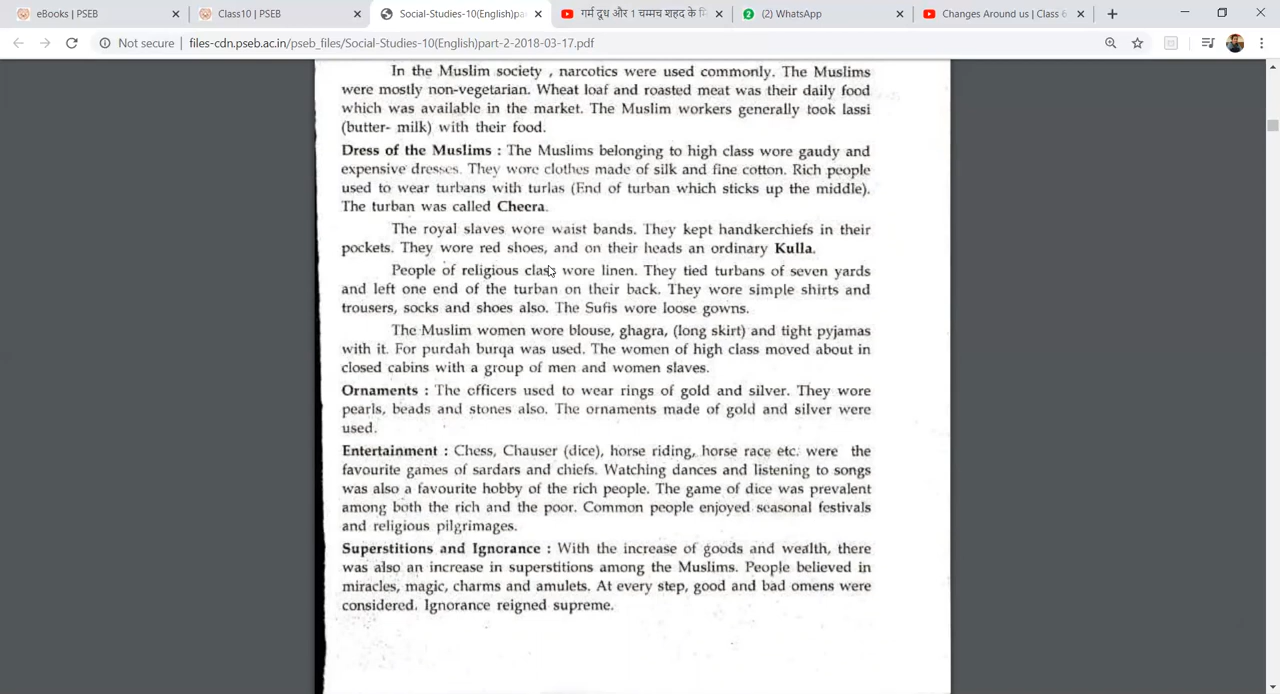 eBooks | PSEB
Class10 | PSEB
Social-Studies-10(English)pa
गर्म दूध और 1 चम्मच शहद के मि
(2) WhatsApp
Changes Around us | Class 6
Not secure | files-cdn.pseb.ac.in/pseb_files/Social-Studies-10(English)part-2-2018-03-17.pdf
In the Muslim society , narcotics were used commonly. The Muslims
were mostly non-vegetarian. Wheat loaf and roasted meat was their daily food
which was available in the market. The Muslim workers generally took lassi
(butter- milk) with their food.
Dress of the Muslims : The Muslims belonging to high class wore gaudy and
expensive dresses. They wore clothes made of silk and fine cotton. Rich people
used to wear turbans with turlas (End of turban which sticks up the middle).
The turban was called Cheera.
The royal slaves wore waist bands. They kept handkerchiefs in their
pockets. They wore red shoes, and on their heads an ordinary Kulla.
People of religious class wore linen. They tied turbans of seven yards
and left one end of the turban on their back. They wore simple shirts and
trousers, socks and shoes also. The Sufis wore loose gowns.
The Muslim women wore blouse, ghagra, (long skirt) and tight pyjamas
with it. For purdah burqa was used. The women of high class moved about in
closed cabins with a group of men and women slaves.
Ornaments : The officers used to wear rings of gold and silver. They wore
pearls, beads and stones also. The ornaments made of gold and silver were
used.
Entertainment : Chess, Chauser (dice), horse riding, horse race etc. were the
favourite games of sardars and chiefs. Watching dances and listening to songs
was also a favourite hobby of the rich people. The game of dice was prevalent
among both the rich and the poor. Common people enjoyed seasonal festivals
and religious pilgrimages.
Superstitions and Ignorance : With the increase of goods and wealth, there
was also an increase in superstitions among the Muslims. People believed in
miracles, magic, charms and amulets. At every step, good and bad omens were
considered. Ignorance reigned supreme.